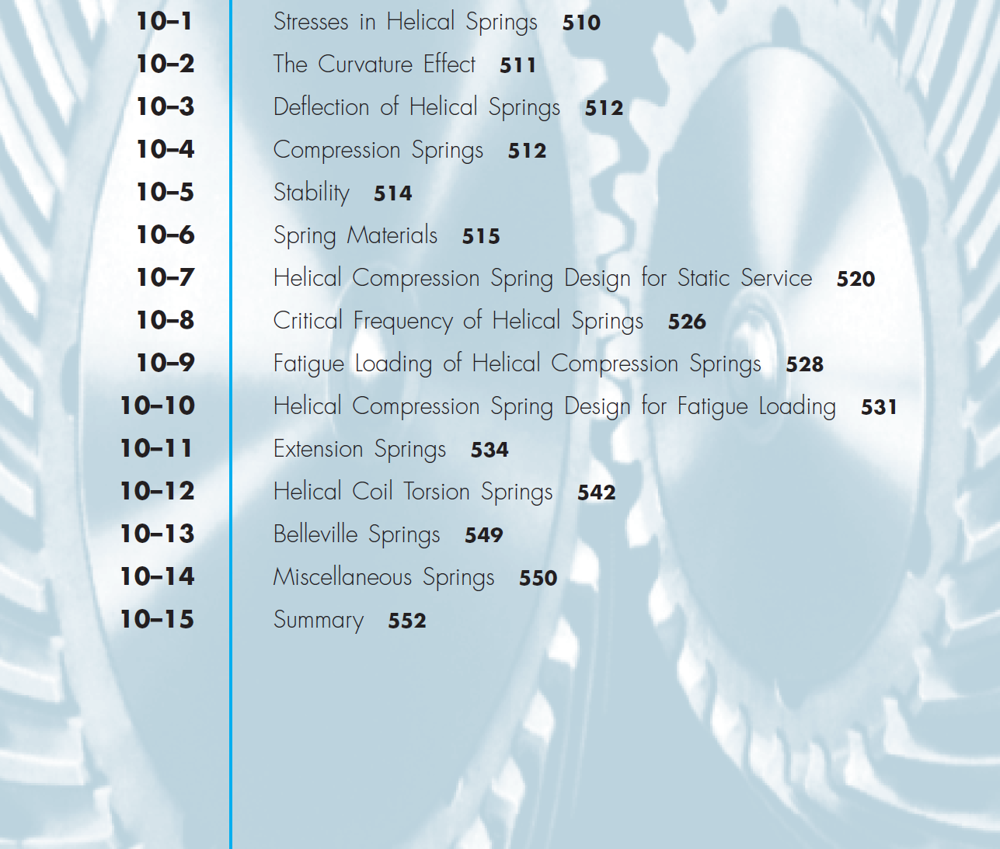 10–1 Stresses in Helical Springs 510
10–2 The Curvature Effect 511
10–3 Deflection of Helical Springs 512
10–4 Compression Springs 512
10–5 Stability 514
10–6 Spring Materials 515
10–7 Helical Compression Spring Design for Static Service 520
10–8 Critical Frequency of Helical Springs 526
10–9 Fatigue Loading of Helical Compression Springs 528
10–10 Helical Compression Spring Design for Fatigue Loading 531
10–11 Extension Springs 534
10–12 Helical Coil Torsion Springs 542
10–13 Belleville Springs 549
10–14 Miscellaneous Springs 550
10–15 Summary 552